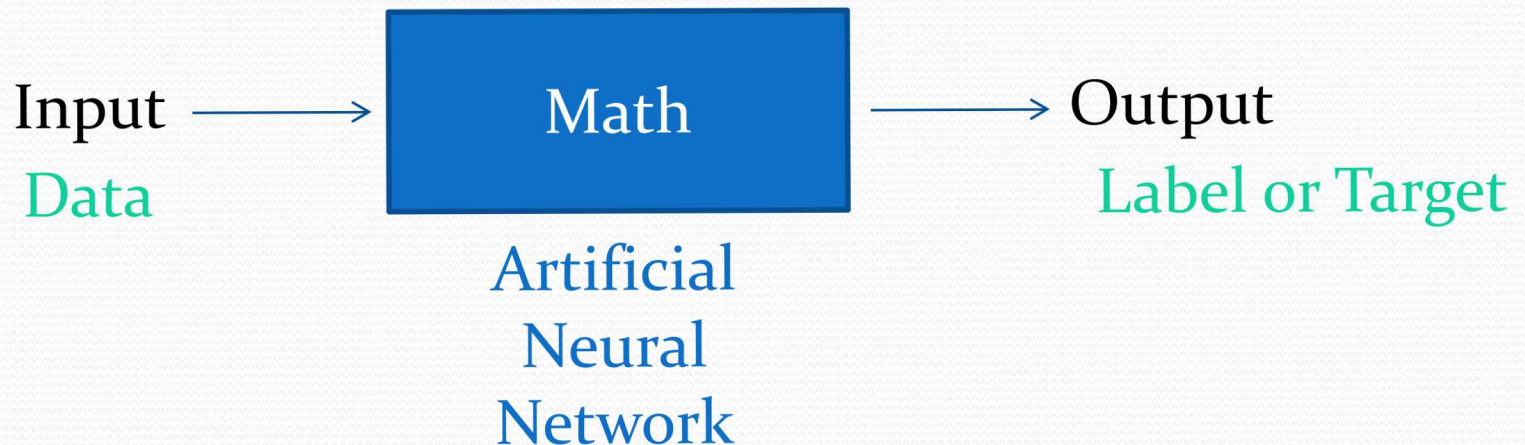 Input
Data
Math
Artificial
Neural
Network
Output
Label or Target